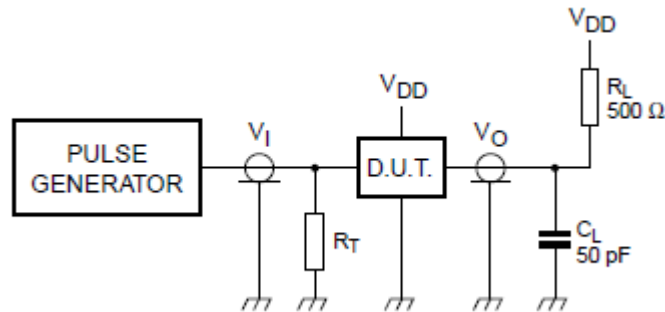 VDD
RL
500 Ω
VDD
VI
VO
PULSE
GENERATOR
D.U.T.
RT
CL
50 pF